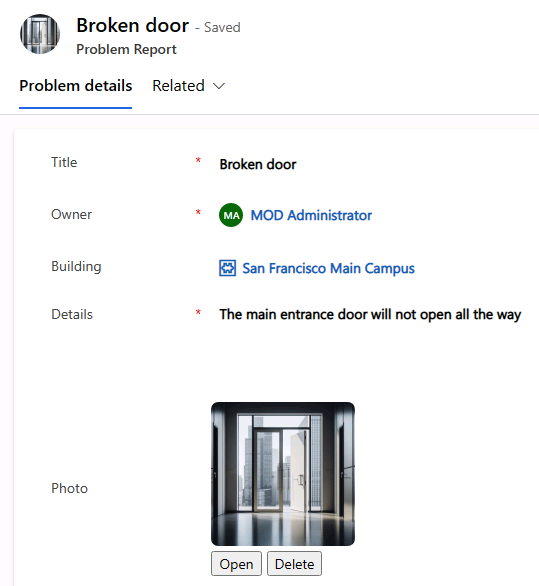 Broken door - Saved
Problem Report
Problem details Related
Title * Broken door
Owner * MA MOD Administrator
Building San Francisco Main Campus
Details * The main entrance door will not open all the way
Photo
Open Delete